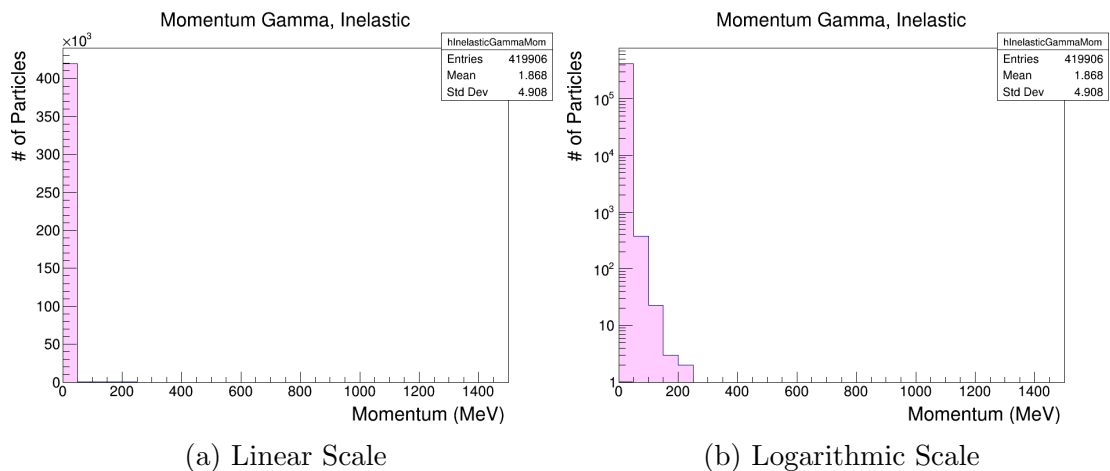 Momentum Gamma, Inelastic
×10³
hInelasticGammaMom
Entries 419906
Mean 1.868
Std Dev 4.908
# of Particles
400
350
300
250
200
150
100
50
0
0 200 400 600 800 1000 1200 1400
Momentum (MeV)
(a) Linear Scale
Momentum Gamma, Inelastic
hInelasticGammaMom
Entries 419906
Mean 1.868
Std Dev 4.908
# of Particles
10⁵
10⁴
10³
10²
10
1
0 200 400 600 800 1000 1200 1400
Momentum (MeV)
(b) Logarithmic Scale